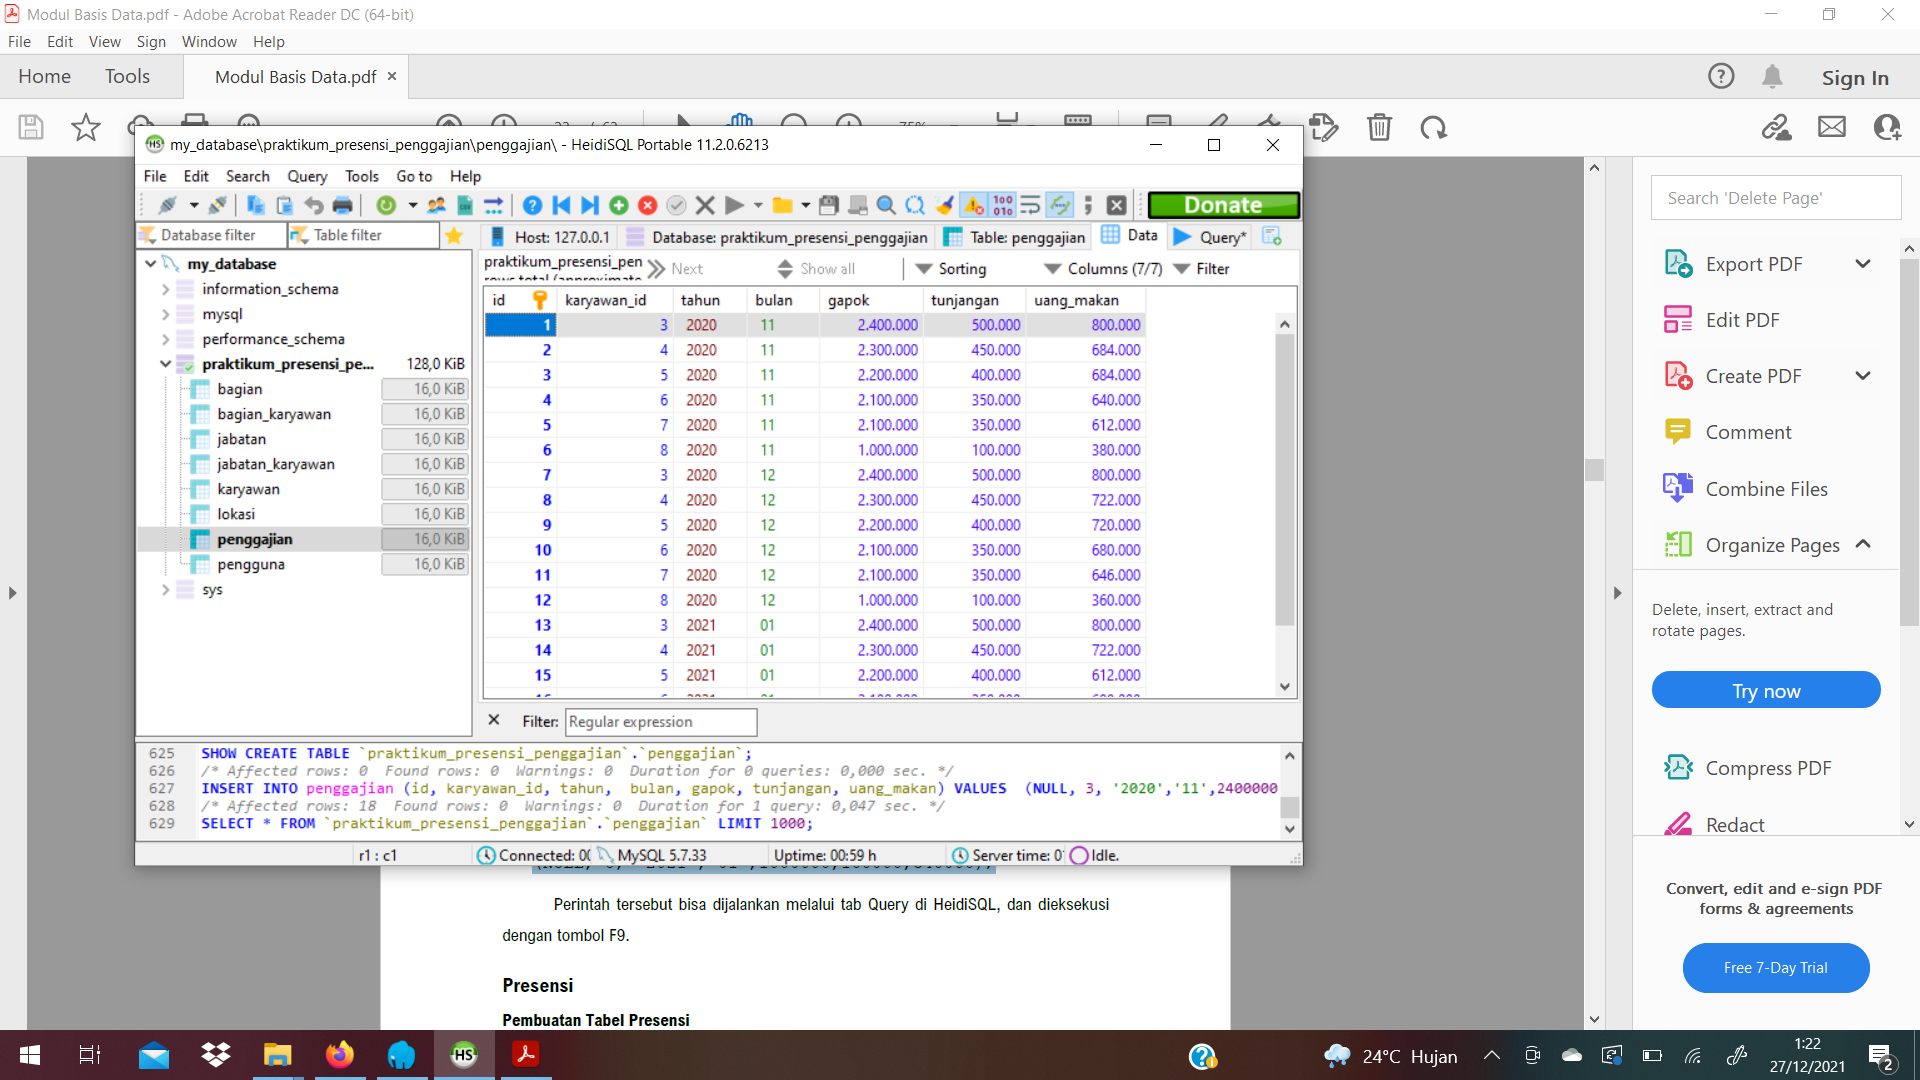 Modul Basis Data.pdf - Adobe Acrobat Reader DC (64-bit)
File Edit View Sign Window Help
Home Tools Modul Basis Data.pdf × Sign In
my_database\praktikum_presensi_penggajian\penggajian\ - HeidiSQL Portable 11.2.0.6213
File Edit Search Query Tools Go to Help
Donate
Database filter Table filter
Host: 127.0.0.1 Database: praktikum_presensi_penggajian Table: penggajian Data Query*
praktikum_presensi_pen Next Show all Sorting Columns (7/7) Filter
my_database
information_schema
mysql
performance_schema
praktikum_presensi_pe... 128,0 KiB
bagian 16,0 KiB
bagian_karyawan 16,0 KiB
jabatan 16,0 KiB
jabatan_karyawan 16,0 KiB
karyawan 16,0 KiB
lokasi 16,0 KiB
penggajian 16,0 KiB
pengguna 16,0 KiB
sys
id karyawan_id tahun bulan gapok tunjangan uang_makan
1 3 2020 11 2.400.000 500.000 800.000
2 4 2020 11 2.300.000 450.000 684.000
3 5 2020 11 2.200.000 400.000 684.000
4 6 2020 11 2.100.000 350.000 640.000
5 7 2020 11 2.100.000 350.000 612.000
6 8 2020 11 1.000.000 100.000 380.000
7 3 2020 12 2.400.000 500.000 800.000
8 4 2020 12 2.300.000 450.000 722.000
9 5 2020 12 2.200.000 400.000 720.000
10 6 2020 12 2.100.000 350.000 680.000
11 7 2020 12 2.100.000 350.000 646.000
12 8 2020 12 1.000.000 100.000 360.000
13 3 2021 01 2.400.000 500.000 800.000
14 4 2021 01 2.300.000 450.000 722.000
15 5 2021 01 2.200.000 400.000 612.000
Filter: Regular expression
625 SHOW CREATE TABLE `praktikum_presensi_penggajian`.`penggajian`;
626 /* Affected rows: 0 Found rows: 0 Warnings: 0 Duration for 0 queries: 0,000 sec. */
627 INSERT INTO penggajian (id, karyawan_id, tahun, bulan, gapok, tunjangan, uang_makan) VALUES (NULL, 3, '2020','11',2400000
628 /* Affected rows: 18 Found rows: 0 Warnings: 0 Duration for 1 query: 0,047 sec. */
629 SELECT * FROM `praktikum_presensi_penggajian`.`penggajian` LIMIT 1000;
r1 : c1 Connected: 00 MySQL 5.7.33 Uptime: 00:59 h Server time: 0 Idle.
Perintah tersebut bisa dijalankan melalui tab Query di HeidiSQL, dan dieksekusi
dengan tombol F9.
Presensi
Pembuatan Tabel Presensi
Search 'Delete Page'
Export PDF
Edit PDF
Create PDF
Comment
Combine Files
Organize Pages
Delete, insert, extract and
rotate pages.
Try now
Compress PDF
Redact
Convert, edit and e-sign PDF
forms & agreements
Free 7-Day Trial
HS
24°C Hujan
1:22
27/12/2021
2